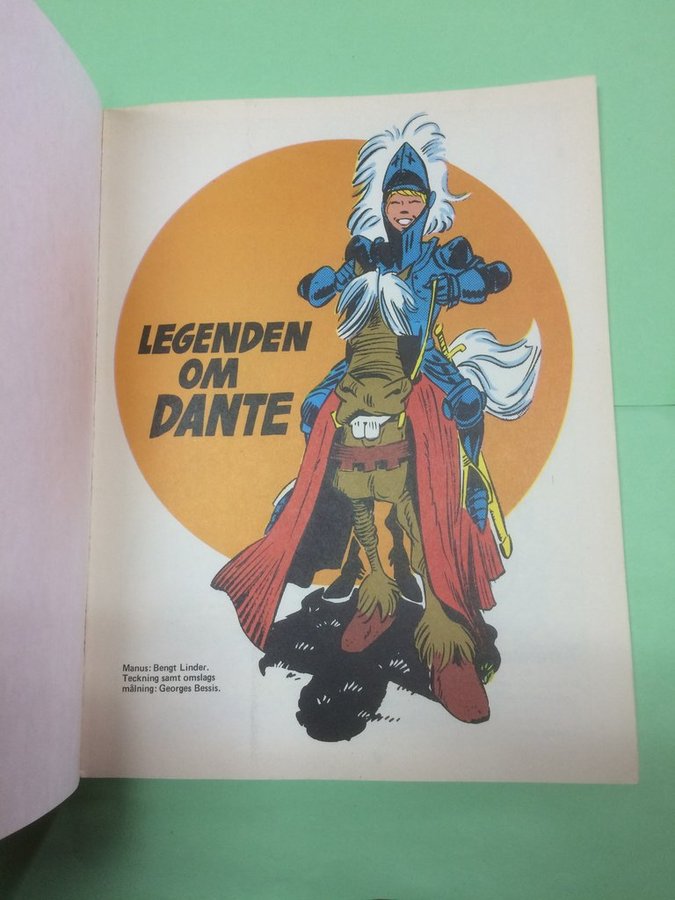 LEGENDEN
OM
DANTE
Manus: Bengt Linder.
Teckning samt omslags
målning: Georges Bessis.